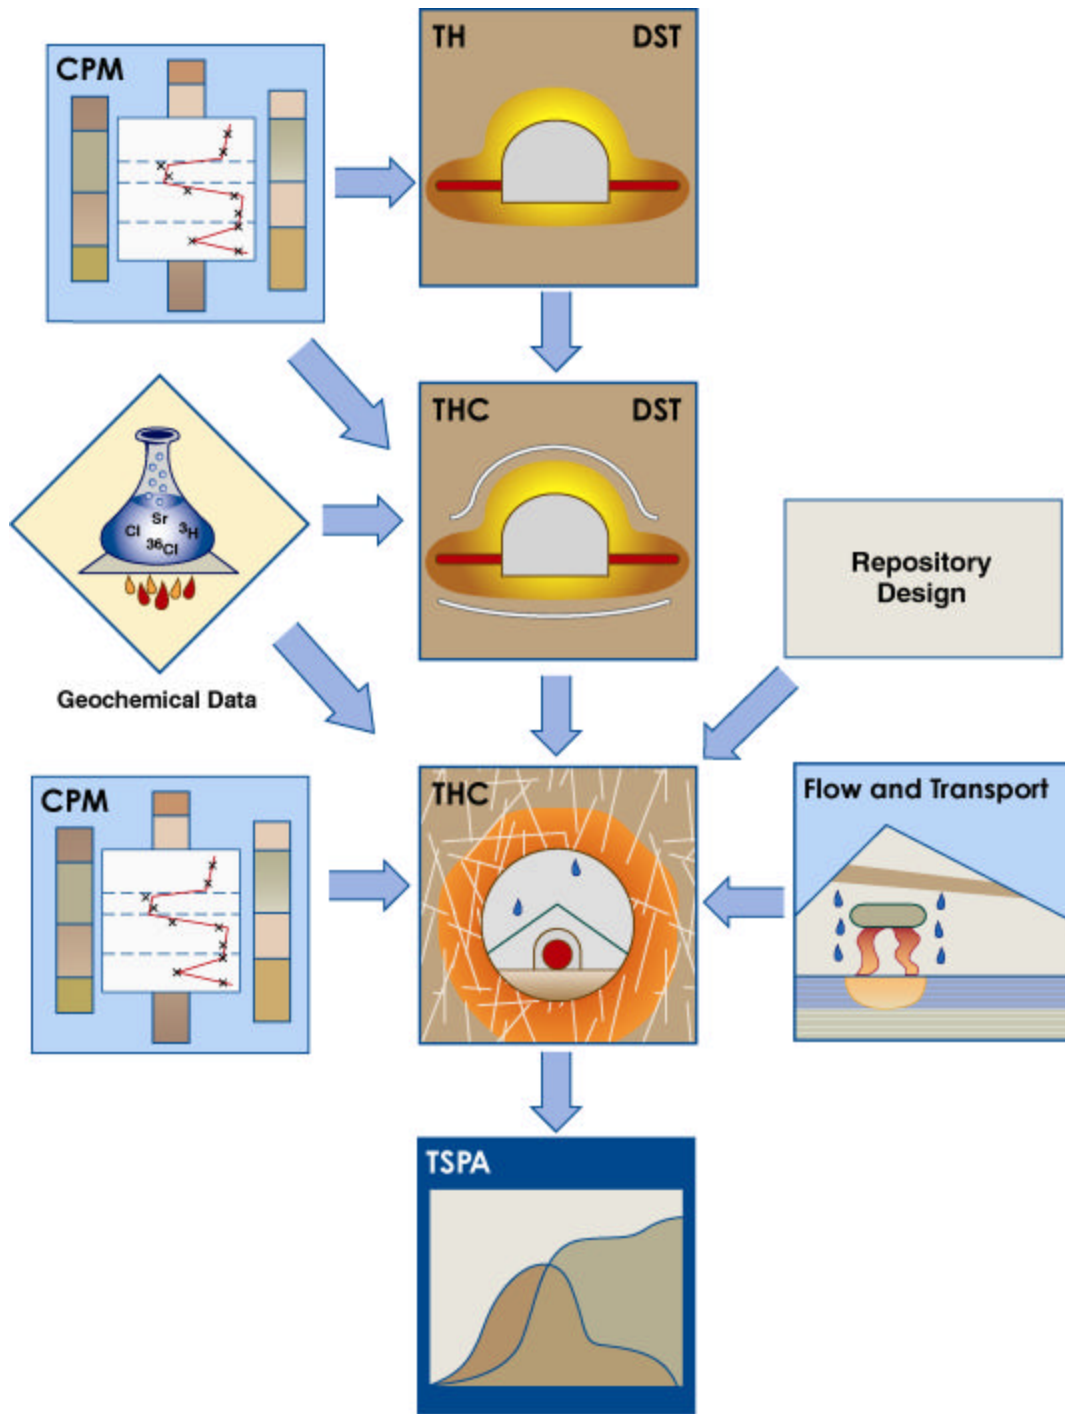 CPM
TH DST
THC DST
Cl Sr ³H
³⁶Cl
Geochemical Data
Repository
Design
CPM
THC
Flow and Transport
TSPA